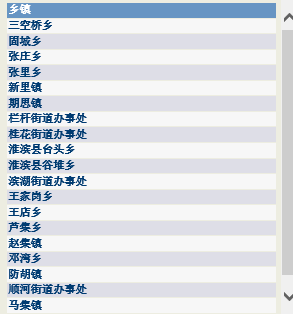 乡镇
三空桥乡
固城乡
张庄乡
张里乡
新里镇
期思镇
栏杆街道办事处
桂花街道办事处
淮滨县台头乡
淮滨县谷堆乡
滨湖街道办事处
王家岗乡
王店乡
芦集乡
赵集镇
邓湾乡
防胡镇
顺河街道办事处
马集镇